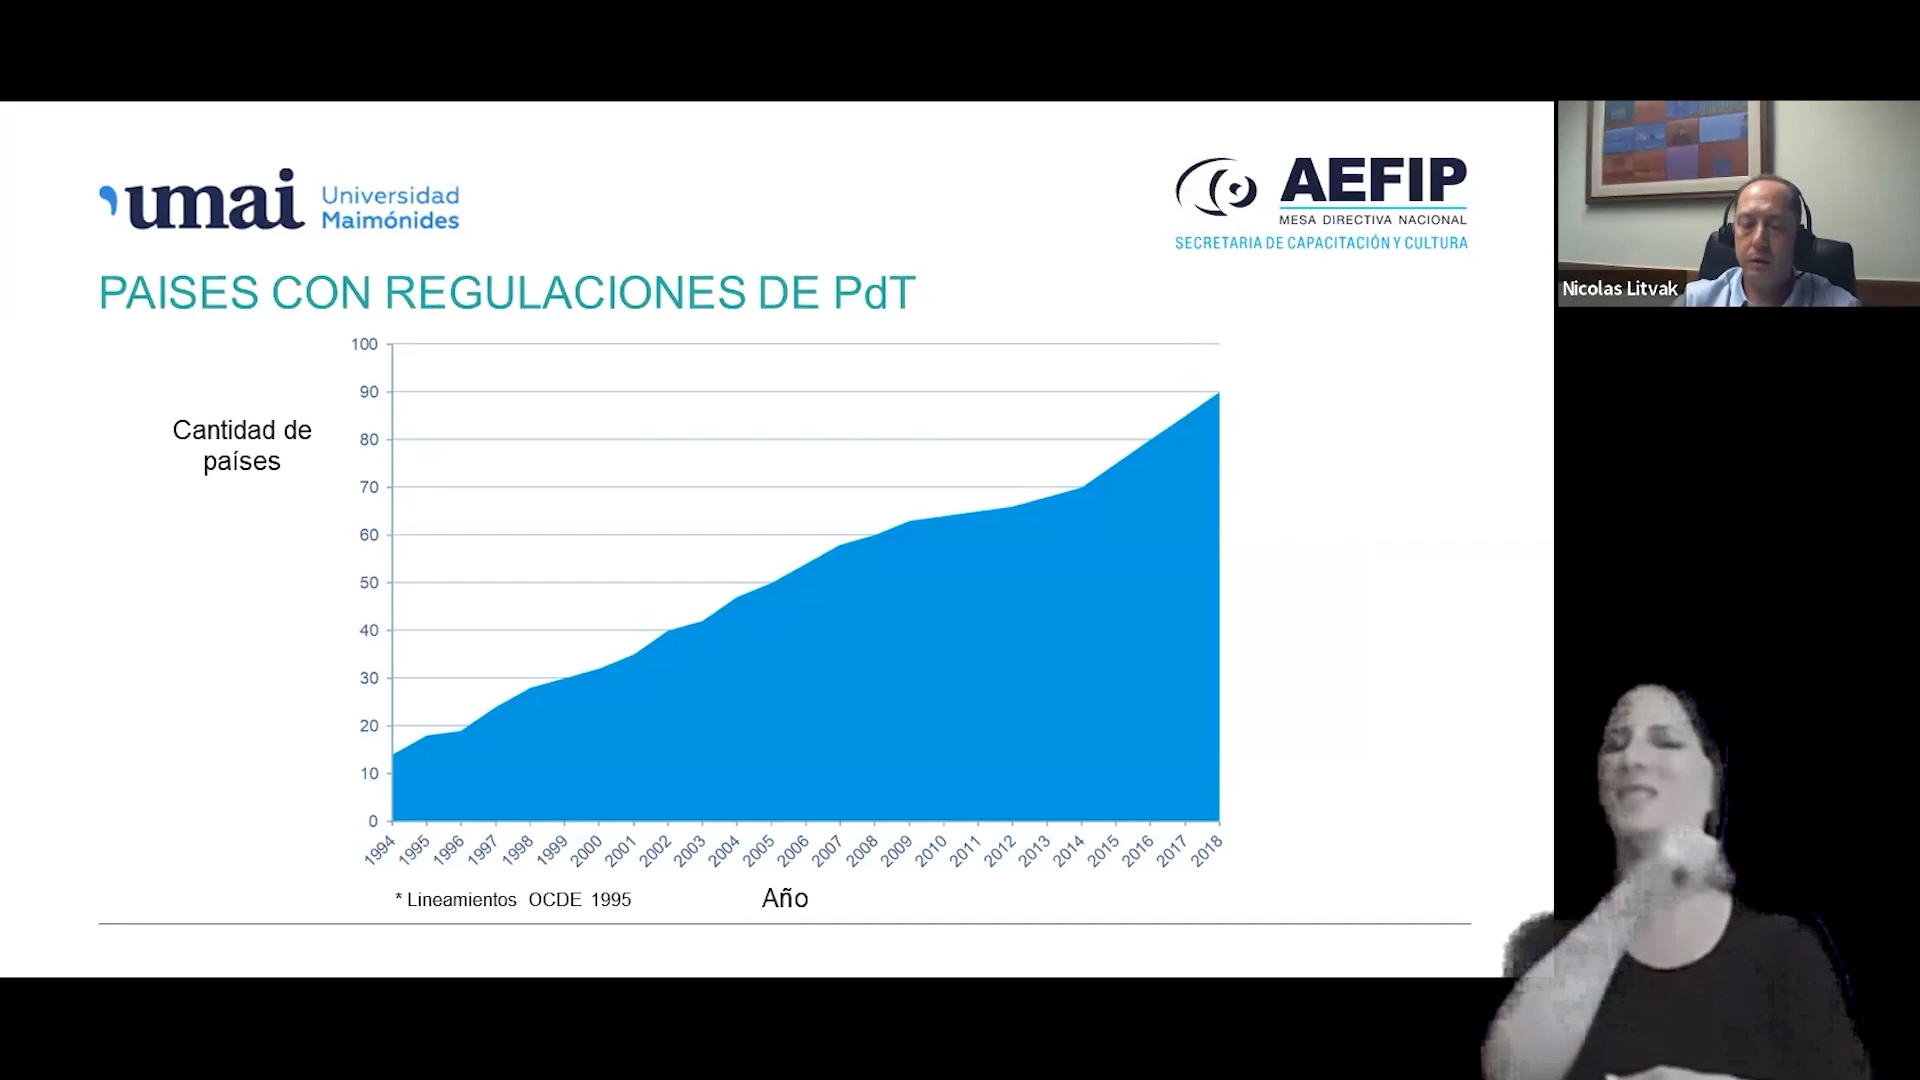 umai Universidad
Maimónides
AEFIP
MESA DIRECTIVA NACIONAL
SECRETARIA DE CAPACITACIÓN Y CULTURA
Nicolas Litvak
PAISES CON REGULACIONES DE PdT
Cantidad de
países
100
90
80
70
60
50
40
30
20
10
0
1994 1995 1996 1997 1998 1999 2000 2001 2002 2003 2004 2005 2006 2007 2008 2009 2010 2011 2012 2013 2014 2015 2016 2017 2018
* Lineamientos OCDE 1995
Año